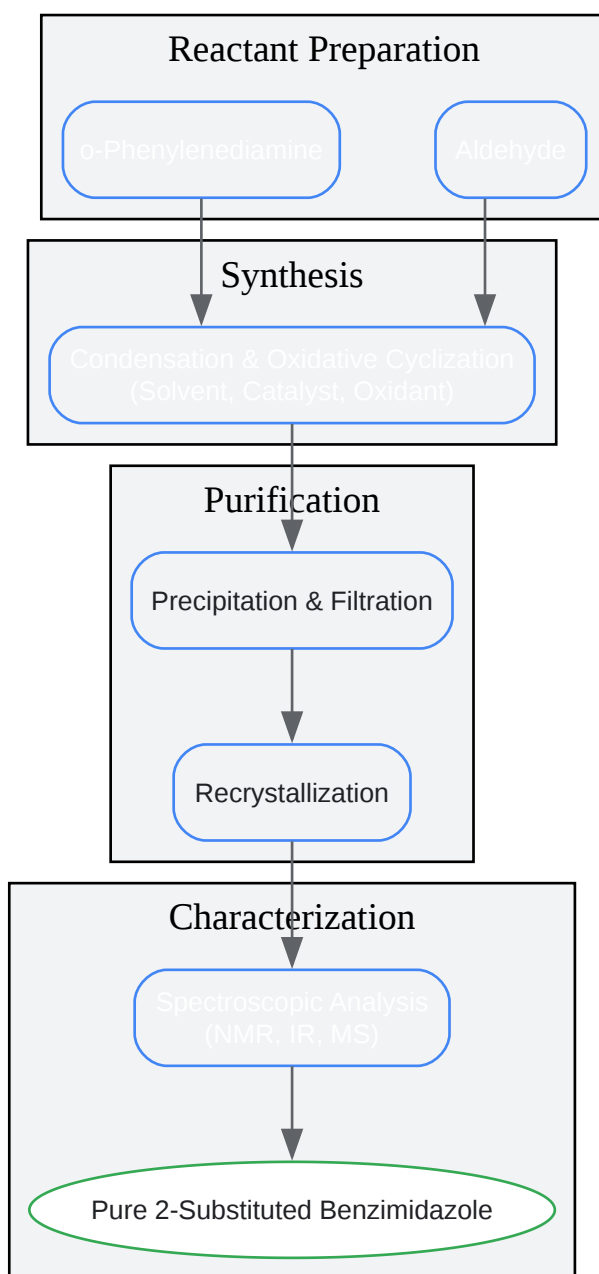 Reactant Preparation
o-Phenylenediamine
Aldehyde
Synthesis
Condensation & Oxidative Cyclization
(Solvent, Catalyst, Oxidant)
Purification
Precipitation & Filtration
Recrystallization
Characterization
Spectroscopic Analysis
(NMR, IR, MS)
Pure 2-Substituted Benzimidazole